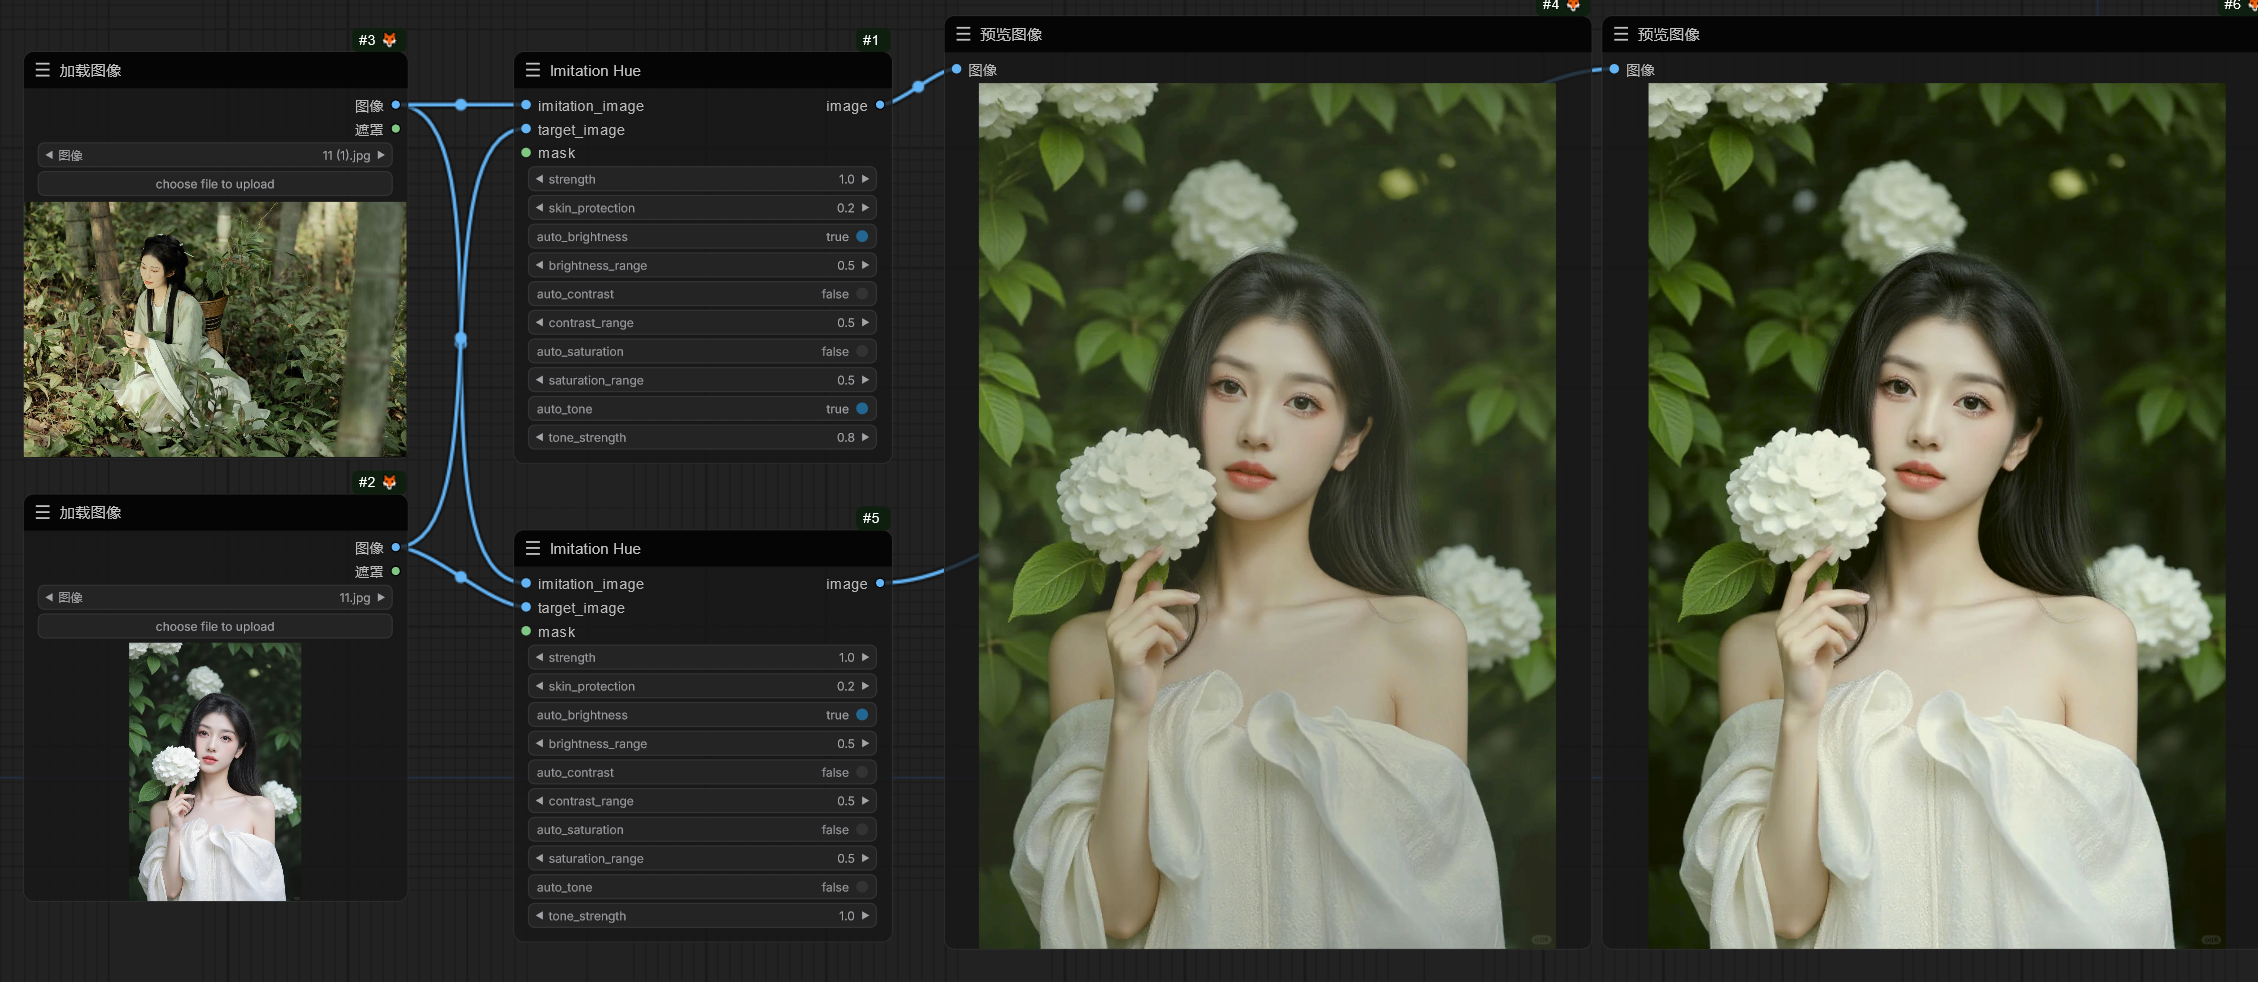 #3
加载图像
图像
遮罩
图像 11 (1).jpg
choose file to upload
#2
加载图像
图像
遮罩
图像 11.jpg
choose file to upload
#1
Imitation Hue
imitation_image image
target_image
mask
strength 1.0
skin_protection 0.2
auto_brightness true
brightness_range 0.5
auto_contrast false
contrast_range 0.5
auto_saturation false
saturation_range 0.5
auto_tone true
tone_strength 0.8
#5
Imitation Hue
imitation_image image
target_image
mask
strength 1.0
skin_protection 0.2
auto_brightness true
brightness_range 0.5
auto_contrast false
contrast_range 0.5
auto_saturation false
saturation_range 0.5
auto_tone false
tone_strength 1.0
#4
预览图像
图像
#6
预览图像
图像